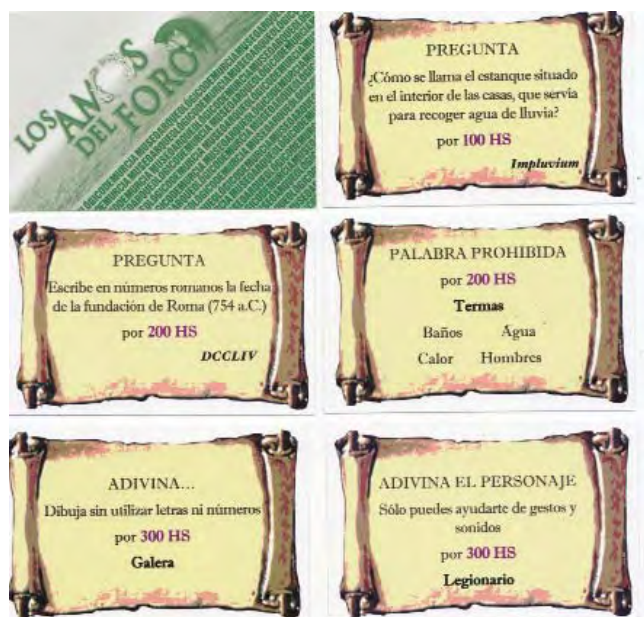 LOS AMOS
DEL FORO
PREGUNTA
¿Cómo se llama el estanque situado
en el interior de las casas, que servía
para recoger agua de lluvia?
por 100 HS
Impluvium
PREGUNTA
Escribe en números romanos la fecha
de la fundación de Roma (754 a.C.)
por 200 HS
DCCLIV
PALABRA PROHIBIDA
por 200 HS
Termas
Baños Agua
Calor Hombres
ADIVINA...
Dibuja sin utilizar letras ni números
por 300 HS
Galera
ADIVINA EL PERSONAJE
Sólo puedes ayudarte de gestos y
sonidos
por 300 HS
Legionario